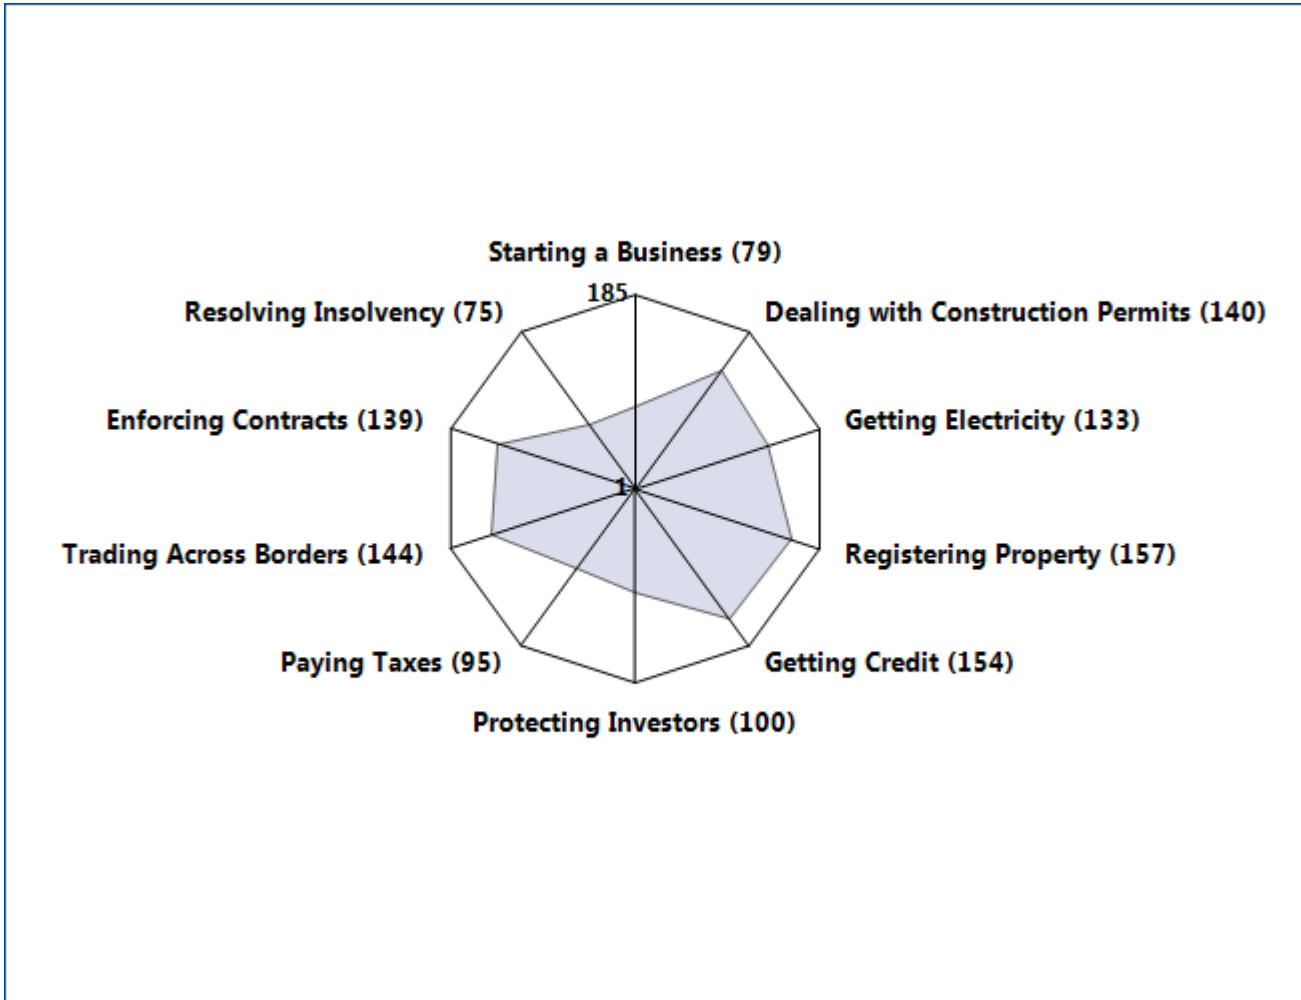 Starting a Business (79)
185
Resolving Insolvency (75)
Dealing with Construction Permits (140)
Enforcing Contracts (139)
Getting Electricity (133)
1
Trading Across Borders (144)
Registering Property (157)
Paying Taxes (95)
Getting Credit (154)
Protecting Investors (100)